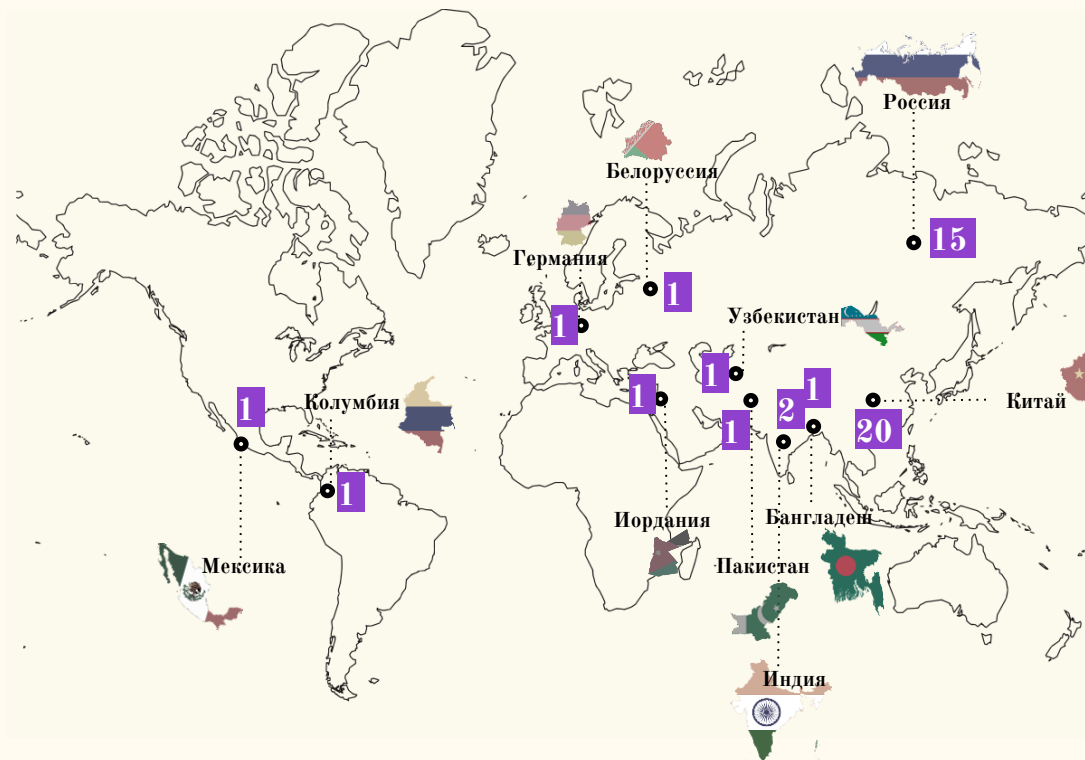 Россия
15
Белоруссия
Германия
1
1
Узбекистан
1
1
1
2
1
Китай
20
1
Колумбия
1
Иордания
Бангладеш
Пакистан
Мексика
Индия